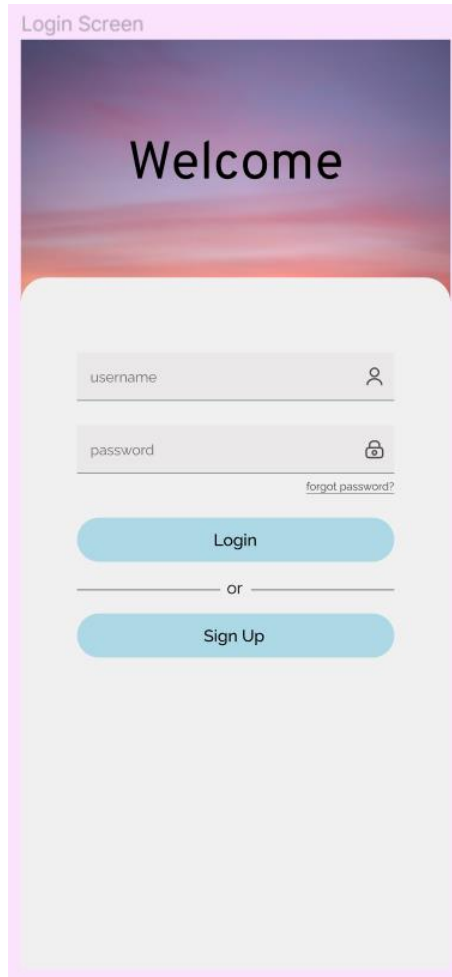 Login Screen
Welcome
username
password
forgot password?
Login
or
Sign Up